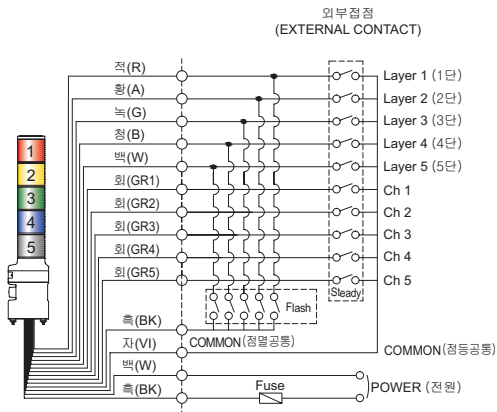 외부접점
(EXTERNAL CONTACT)
적(R)
Layer 1 (1단)
황(A)
Layer 2 (2단)
녹(G)
Layer 3 (3단)
청(B)
Layer 4 (4단)
백(W)
Layer 5 (5단)
회(GR1)
Ch 1
회(GR2)
Ch 2
회(GR3)
Ch 3
회(GR4)
Ch 4
회(GR5)
Ch 5
1
2
3
4
5
Steady
Flash
흑(BK)
COMMON (점멸공통)
자(VI)
COMMON (점등공통)
백(W)
흑(BK)
Fuse
POWER (전원)